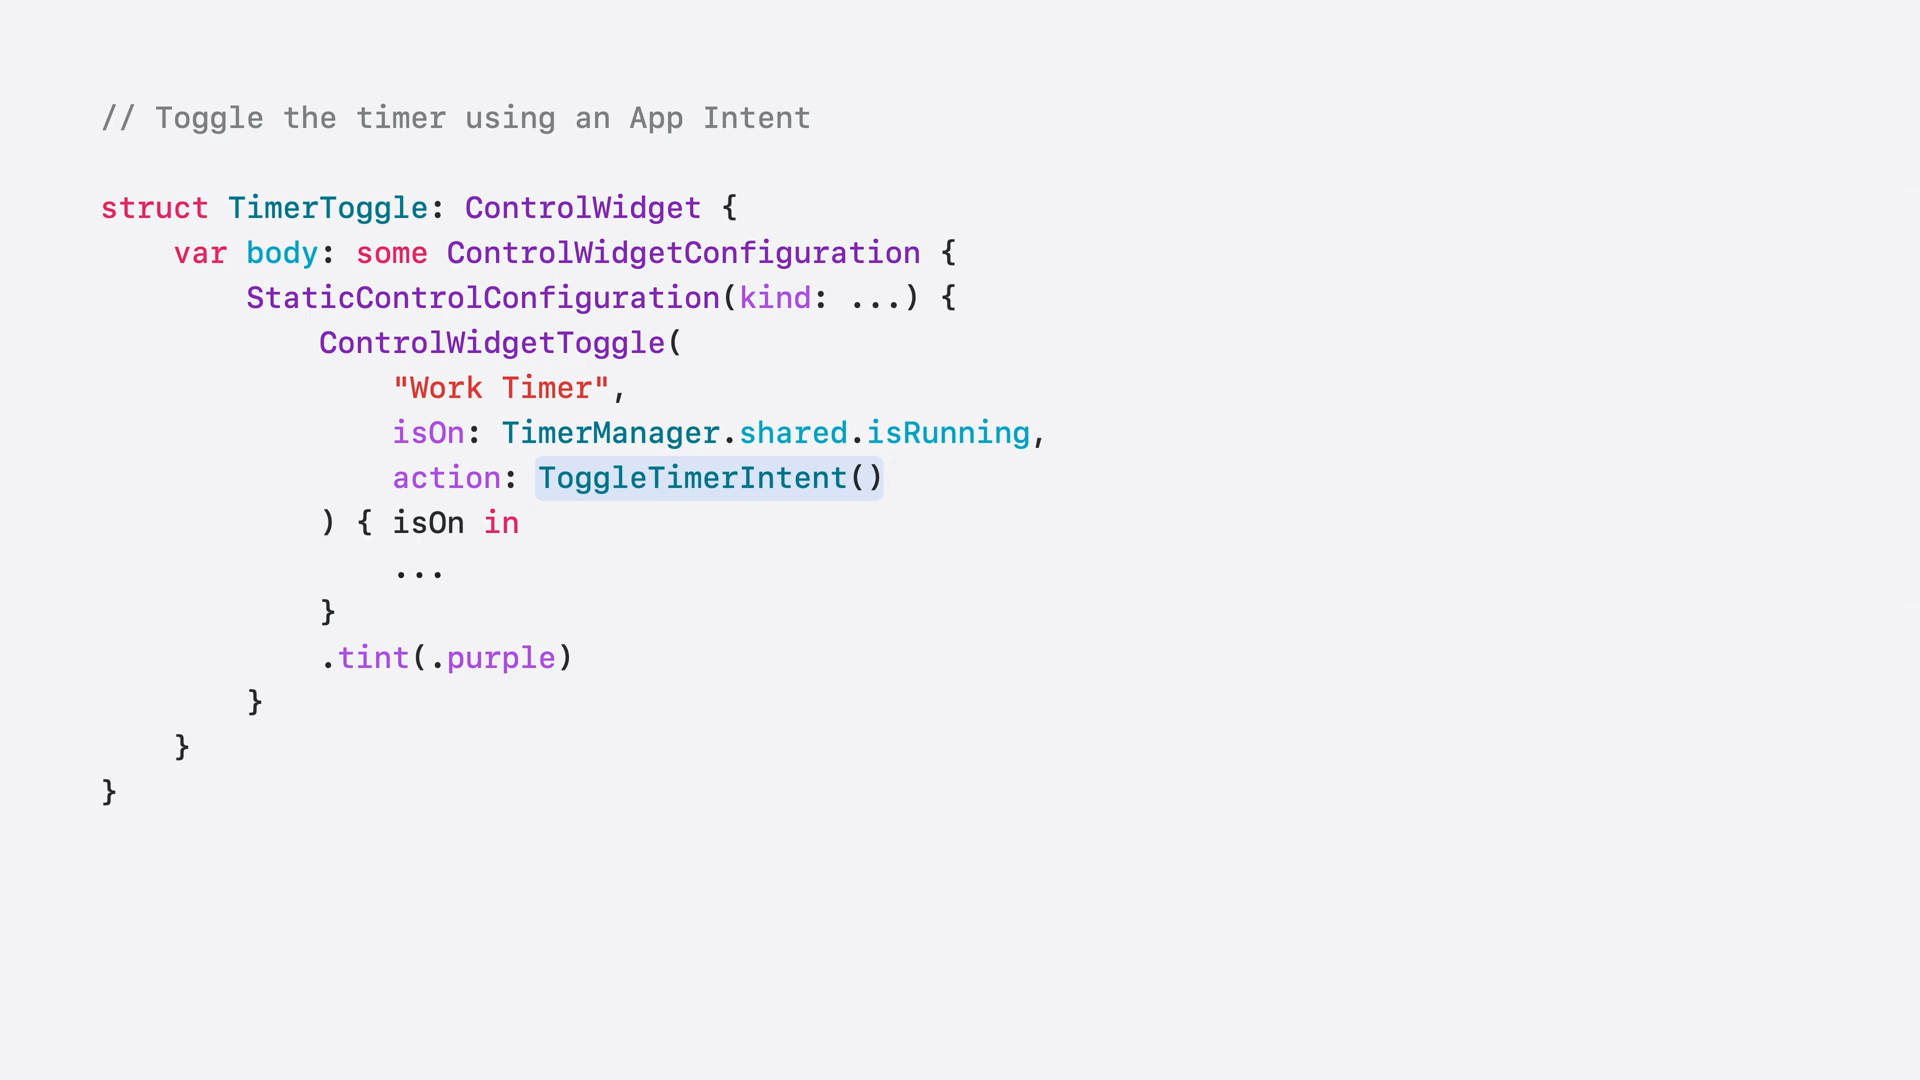 // Toggle the timer using an App Intent
struct TimerToggle: ControlWidget {
    var body: some ControlWidgetConfiguration {
        StaticControlConfiguration(kind: ...) {
            ControlWidgetToggle(
                "Work Timer",
                isOn: TimerManager.shared.isRunning,
                action: ToggleTimerIntent()
            ) { isOn in
                ...
            }
            .tint(.purple)
        }
    }
}